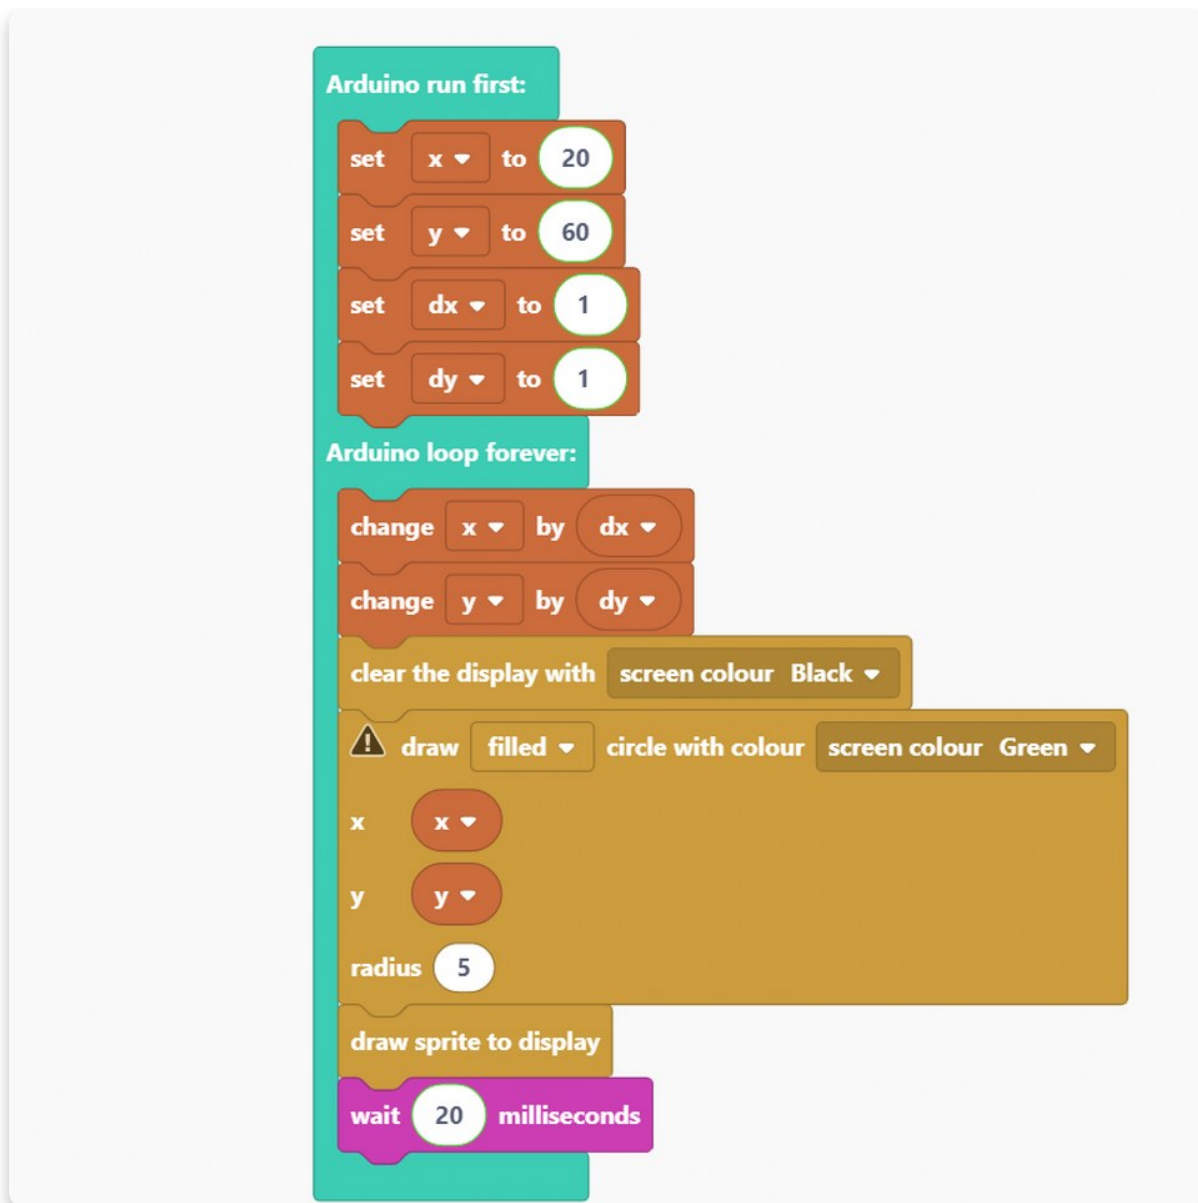 Arduino run first:
set x to 20
set y to 60
set dx to 1
set dy to 1
Arduino loop forever:
change x by dx
change y by dy
clear the display with screen colour Black
draw filled circle with colour screen colour Green
x x
y y
radius 5
draw sprite to display
wait 20 milliseconds